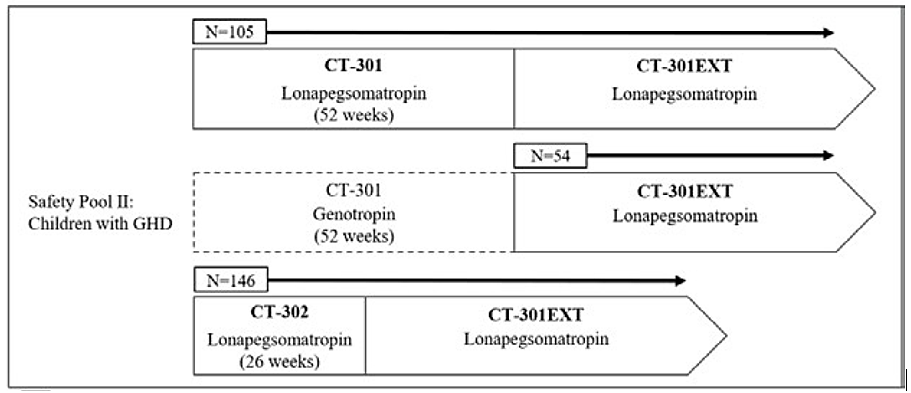 N=105
CT-301
Lonapegsomatropin
(52 weeks)
CT-301EXT
Lonapegsomatropin
N=54
Safety Pool II:
Children with GHD
CT-301
Genotropin
(52 weeks)
CT-301EXT
Lonapegsomatropin
N=146
CT-302
Lonapegsomatropin
(26 weeks)
CT-301EXT
Lonapegsomatropin